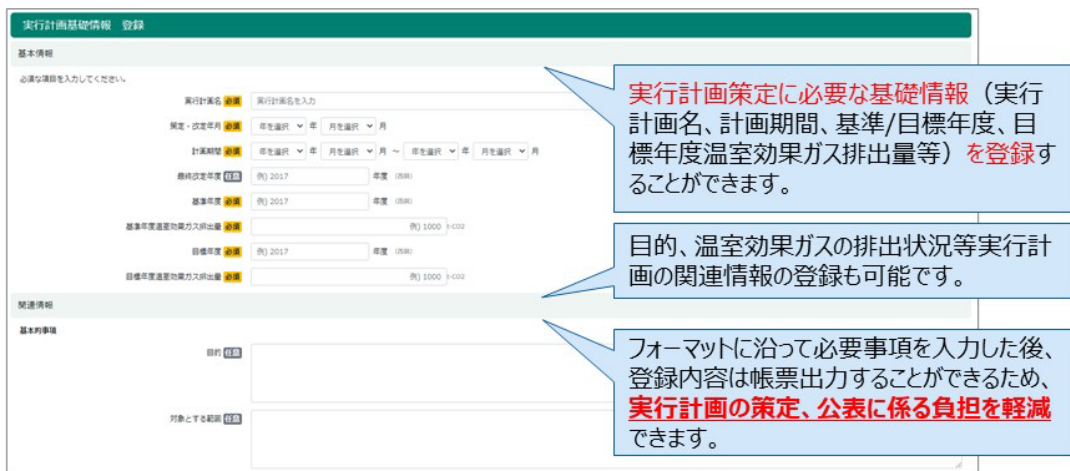 実行計画基礎情報　登録
基本情報
必須な項目を入力してください。
実行計画名 必須 実行計画名を入力
策定・改定年月 必須 年を選択 年 月を選択 月
計画期間 必須 年を選択 年 月を選択 月 ～ 年を選択 年 月を選択 月
最終改定年度 任意 例) 2017 年度 (西暦)
基準年度 必須 例) 2017 年度 (西暦)
基準年度温室効果ガス排出量 必須 例) 1000 t-CO2
目標年度 必須 例) 2017 年度 (西暦)
目標年度温室効果ガス排出量 必須 例) 1000 t-CO2
関連情報
基本的事項
目的 任意
対象とする範囲 任意
実行計画策定に必要な基礎情報（実行
計画名、計画期間、基準/目標年度、目
標年度温室効果ガス排出量等）を登録す
ることができます。
目的、温室効果ガスの排出状況等実行計
画の関連情報の登録も可能です。
フォーマットに沿って必要事項を入力した後、
登録内容は帳票出力することができるため、
実行計画の策定、公表に係る負担を軽減
できます。